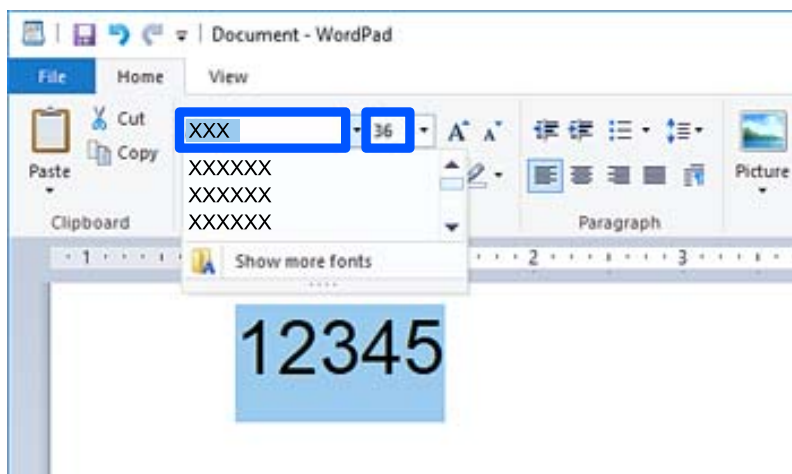 Document - WordPad
File Home View
Cut
Copy
Paste
Clipboard
XXX
36
A A
XXXXXX
XXXXXX
XXXXXX
Show more fonts
Paragraph
Picture
1 2 3
12345